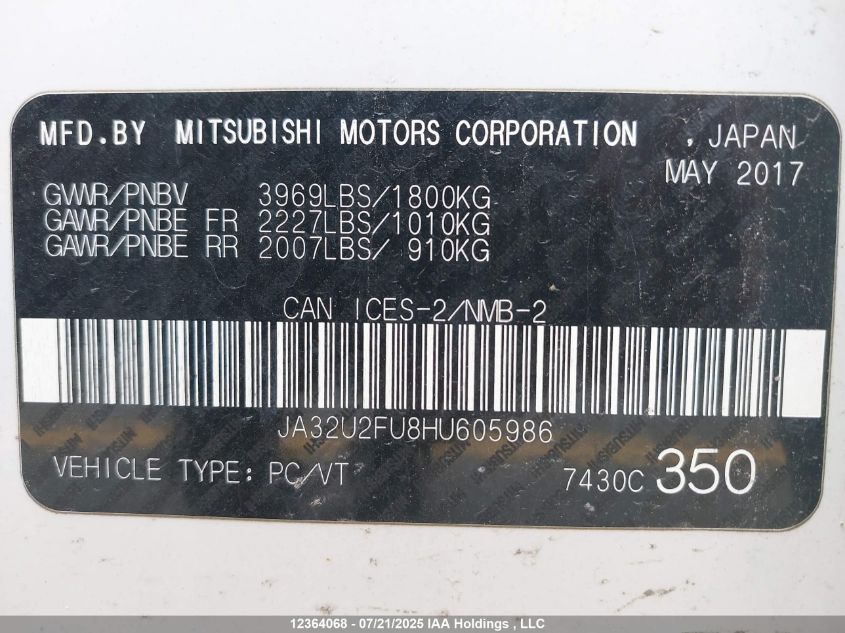 MFD.BY MITSUBISHI MOTORS CORPORATION , JAPAN
MAY 2017
GVWR/PNBV 3969LBS/1800KG
GAWR/PNBE FR 2227LBS/1010KG
GAWR/PNBE RR 2007LBS/ 910KG
CAN ICES-2/NMB-2
JA32U2FU8HU605986
VEHICLE TYPE: PC/VT 7430C 350
12364068 - 07/21/2025 IAA Holdings , LLC